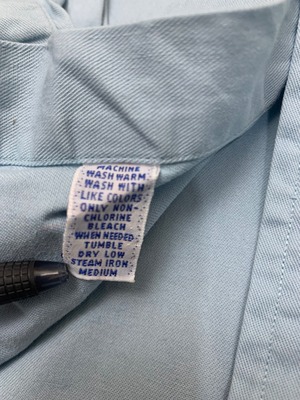 MACHINE
WASH WARM
WASH WITH
LIKE COLORS
ONLY NON-
CHLORINE
BLEACH
WHEN NEEDED
TUMBLE
DRY LOW
STEAM IRON
MEDIUM